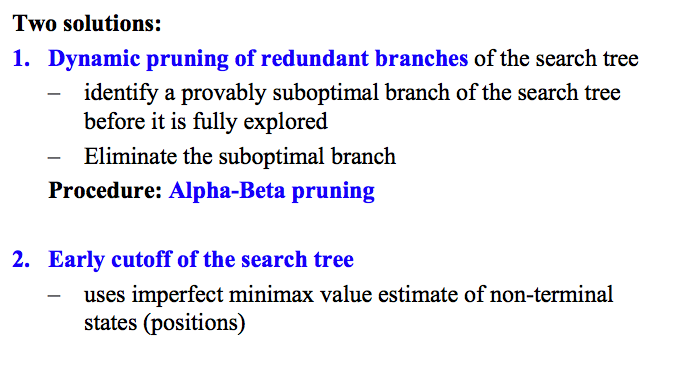 Two solutions:
1. Dynamic pruning of redundant branches of the search tree
– identify a provably suboptimal branch of the search tree
before it is fully explored
– Eliminate the suboptimal branch
Procedure: Alpha-Beta pruning
2. Early cutoff of the search tree
– uses imperfect minimax value estimate of non-terminal
states (positions)